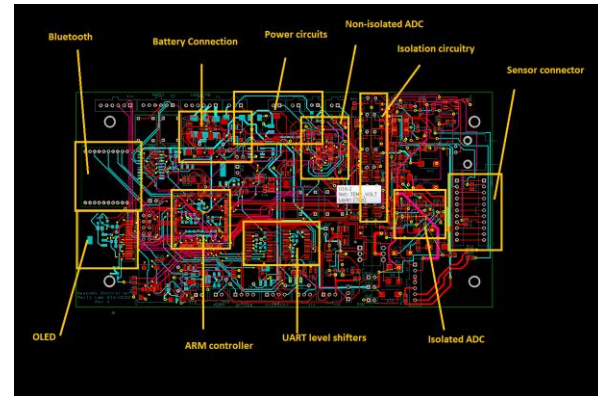 Non-isolated ADC
Bluetooth
Battery Connection
Power circuits
Isolation circuitry
Sensor connector
OLED
ARM controller
UART level shifters
Isolated ADC